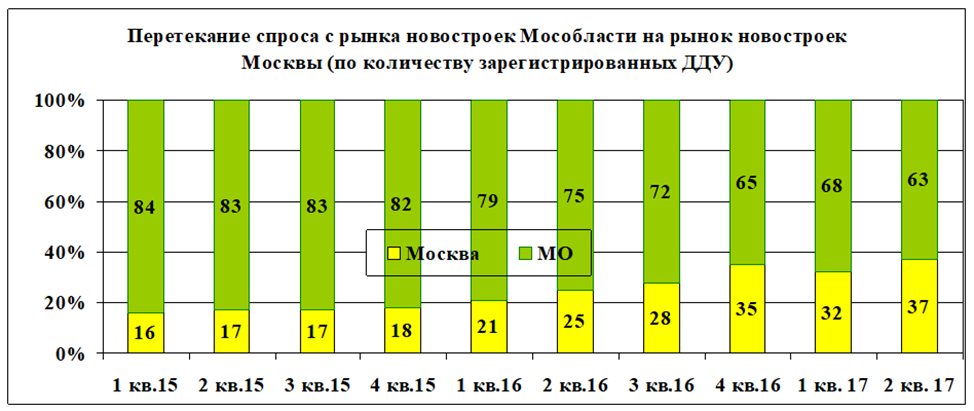 Перетекание спроса с рынка новостроек Мособласти на рынок новостроек
Москвы (по количеству зарегистрированных ДДУ)
100%
80%
60%
40%
20%
0%
84 83 83 82 79 75 72 65 68 63
Москва МО
16 17 17 18 21 25 28 35 32 37
1 кв.15 2 кв.15 3 кв.15 4 кв.15 1 кв.16 2 кв.16 3 кв.16 4 кв.16 1 кв. 17 2 кв. 17